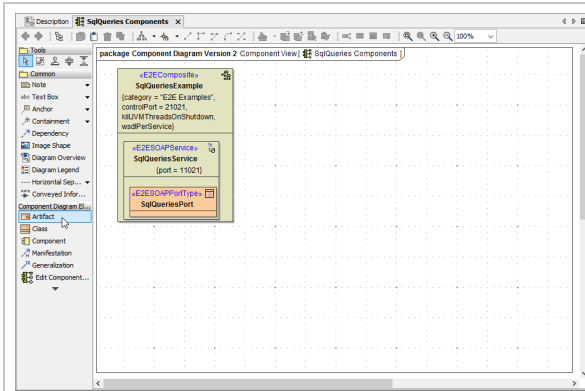 Description
SqlQueries Components
100%
Tools
Common
Note
abc Text Box
Anchor
Containment
Dependency
Image Shape
Diagram Overview
Diagram Legend
Horizontal Sep...
Conveyed Infor...
Component Diagram El...
Artifact
Class
Component
Manifestation
Generalization
Edit Component...
package Component Diagram Version 2 Component View[ SqlQueries Components ]
«E2EComposite»
SqlQueriesExample
{category = "E2E Examples",
controlPort = 21021,
killJVMThreadsOnShutdown,
wsdlPerService}
«E2ESOAPService»
SqlQueriesService
{port = 11021}
«E2ESOAPPortType»
SqlQueriesPort